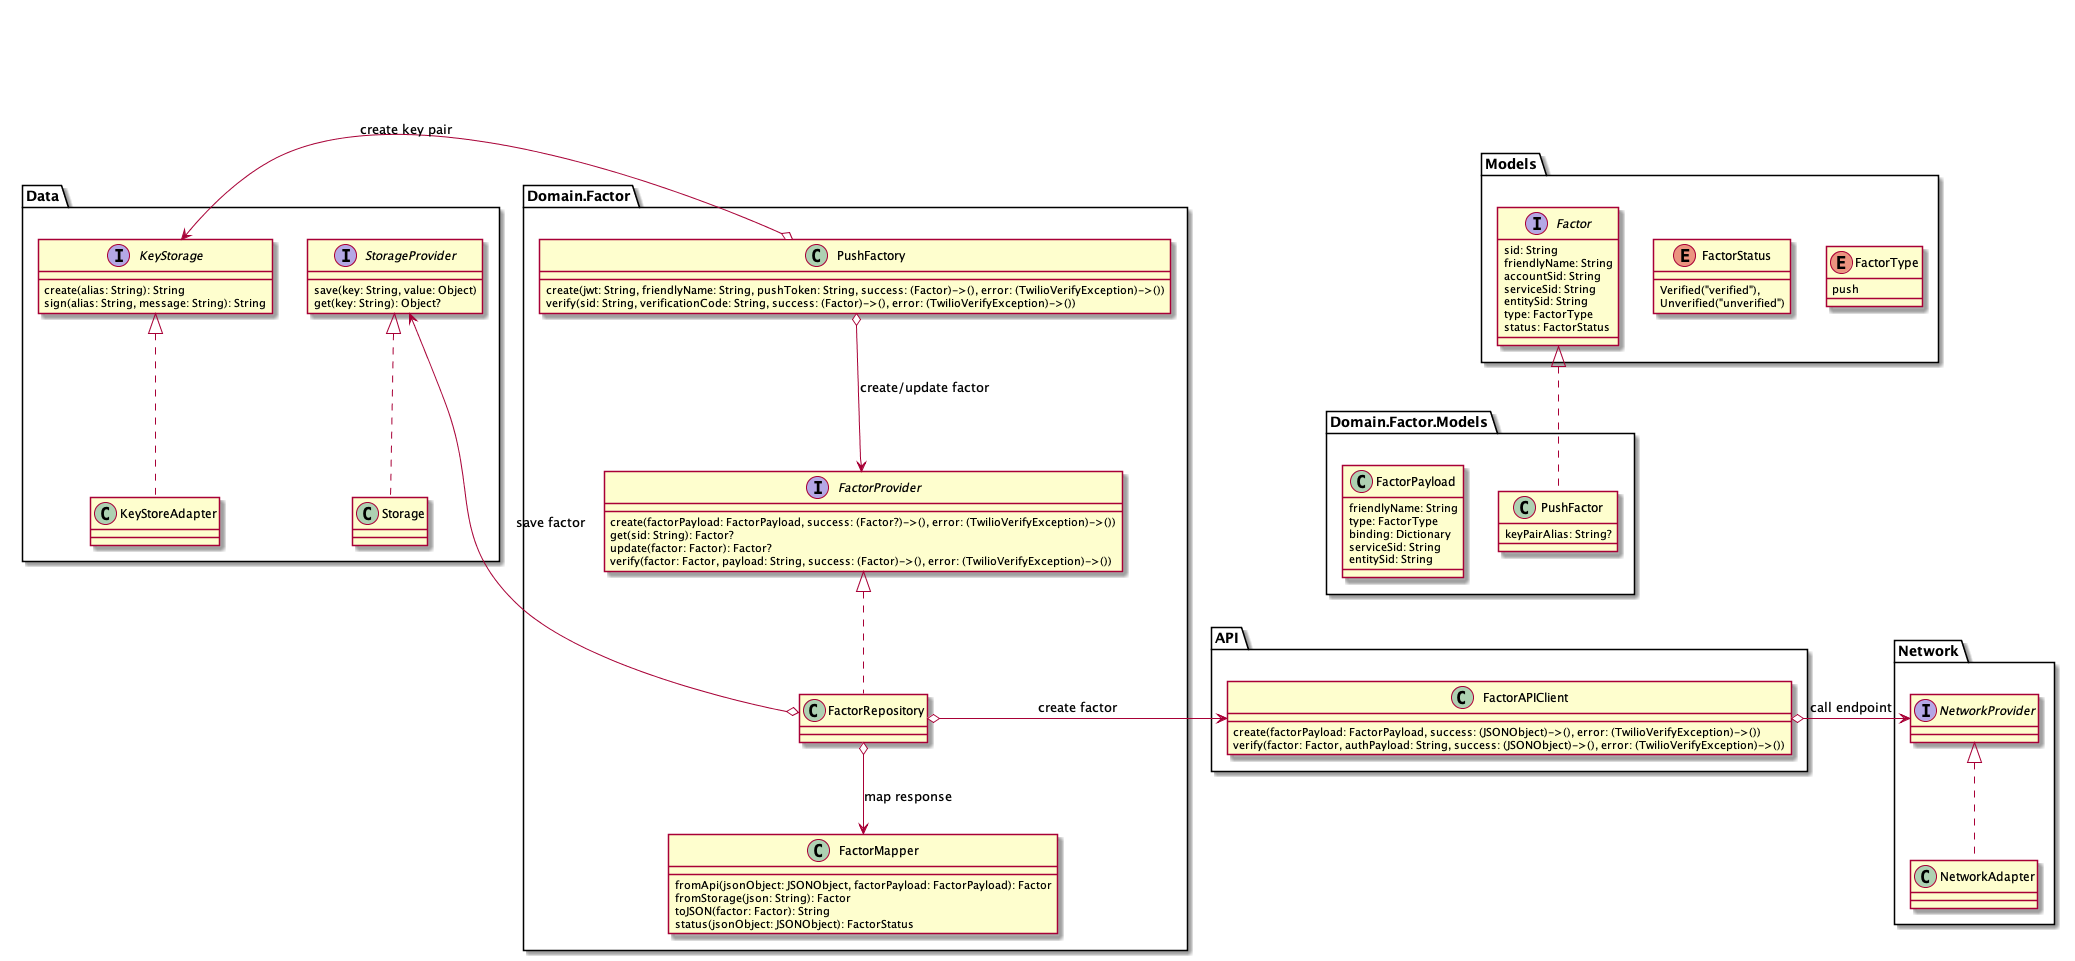 create key pair
Data
I KeyStorage
create(alias: String): String
sign(alias: String, message: String): String
I StorageProvider
save(key: String, value: Object)
get(key: String): Object?
C KeyStoreAdapter
C Storage
save factor
Domain.Factor
C PushFactory
create(jwt: String, friendlyName: String, pushToken: String, success: (Factor)->(), error: (TwilioVerifyException)->())
verify(sid: String, verificationCode: String, success: (Factor)->(), error: (TwilioVerifyException)->())
create/update factor
I FactorProvider
create(factorPayload: FactorPayload, success: (Factor?)->(), error: (TwilioVerifyException)->())
get(sid: String): Factor?
update(factor: Factor): Factor?
verify(factor: Factor, payload: String, success: (Factor)->(), error: (TwilioVerifyException)->())
C FactorRepository
create factor
map response
C FactorMapper
fromApi(jsonObject: JSONObject, factorPayload: FactorPayload): Factor
fromStorage(json: String): Factor
toJSON(factor: Factor): String
status(jsonObject: JSONObject): FactorStatus
Models
I Factor
sid: String
friendlyName: String
accountSid: String
serviceSid: String
entitySid: String
type: FactorType
status: FactorStatus
E FactorStatus
Verified("verified"),
Unverified("unverified")
E FactorType
push
Domain.Factor.Models
C FactorPayload
friendlyName: String
type: FactorType
binding: Dictionary
serviceSid: String
entitySid: String
C PushFactor
keyPairAlias: String?
API
C FactorAPIClient
create(factorPayload: FactorPayload, success: (JSONObject)->(), error: (TwilioVerifyException)->())
verify(factor: Factor, authPayload: String, success: (JSONObject)->(), error: (TwilioVerifyException)->())
call endpoint
Network
I NetworkProvider
C NetworkAdapter